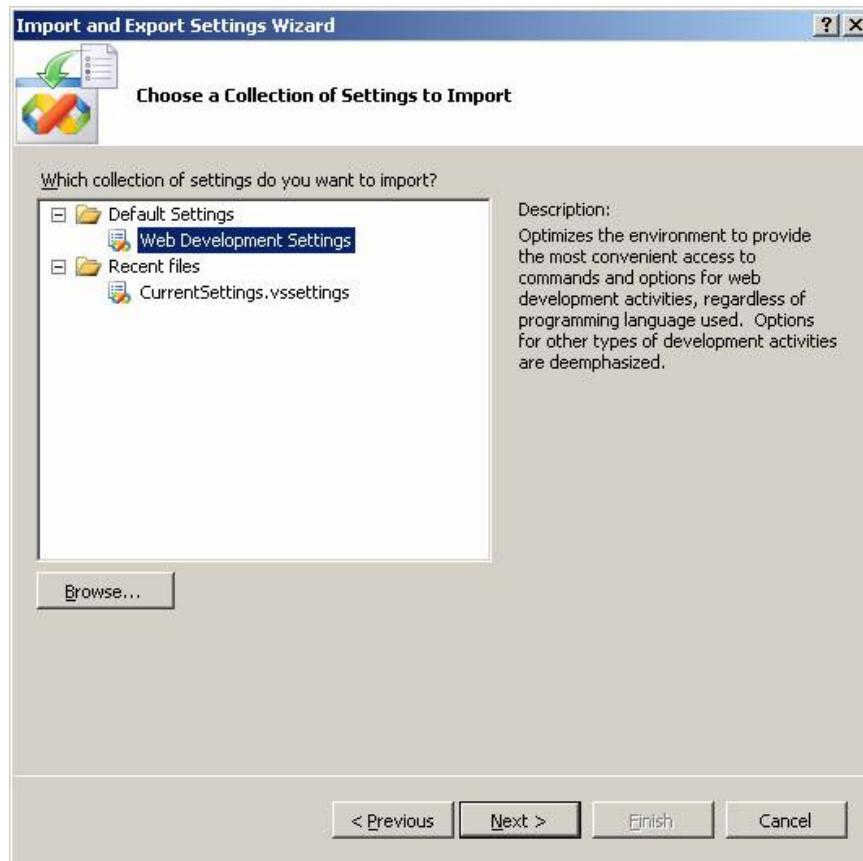 Import and Export Settings Wizard
Choose a Collection of Settings to Import
Which collection of settings do you want to import?
Default Settings
Web Development Settings
Recent files
CurrentSettings.vssettings
Description:
Optimizes the environment to provide
the most convenient access to
commands and options for web
development activities, regardless of
programming language used.  Options
for other types of development activities
are deemphasized.
Browse...
< Previous
Next >
Finish
Cancel